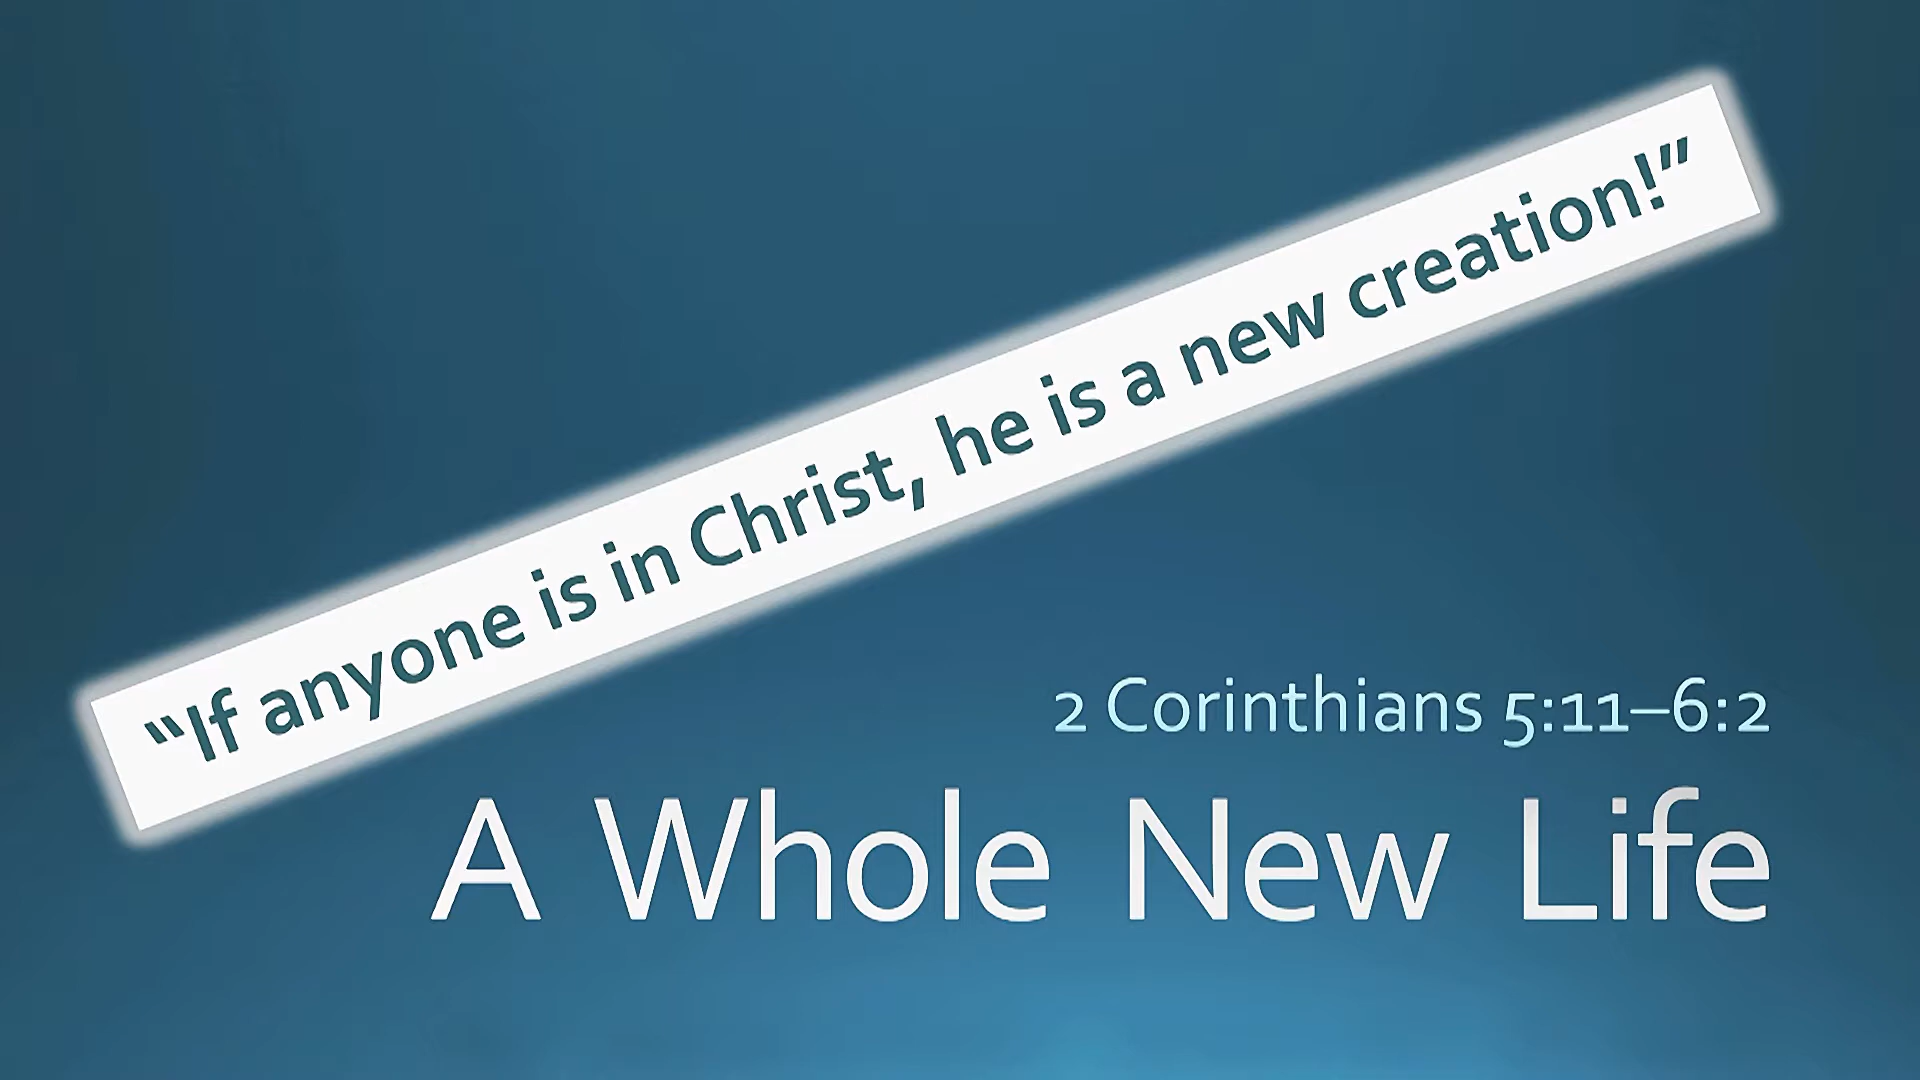 “If anyone is in Christ, he is a new creation!”
2 Corinthians 5:11–6:2
A Whole New Life